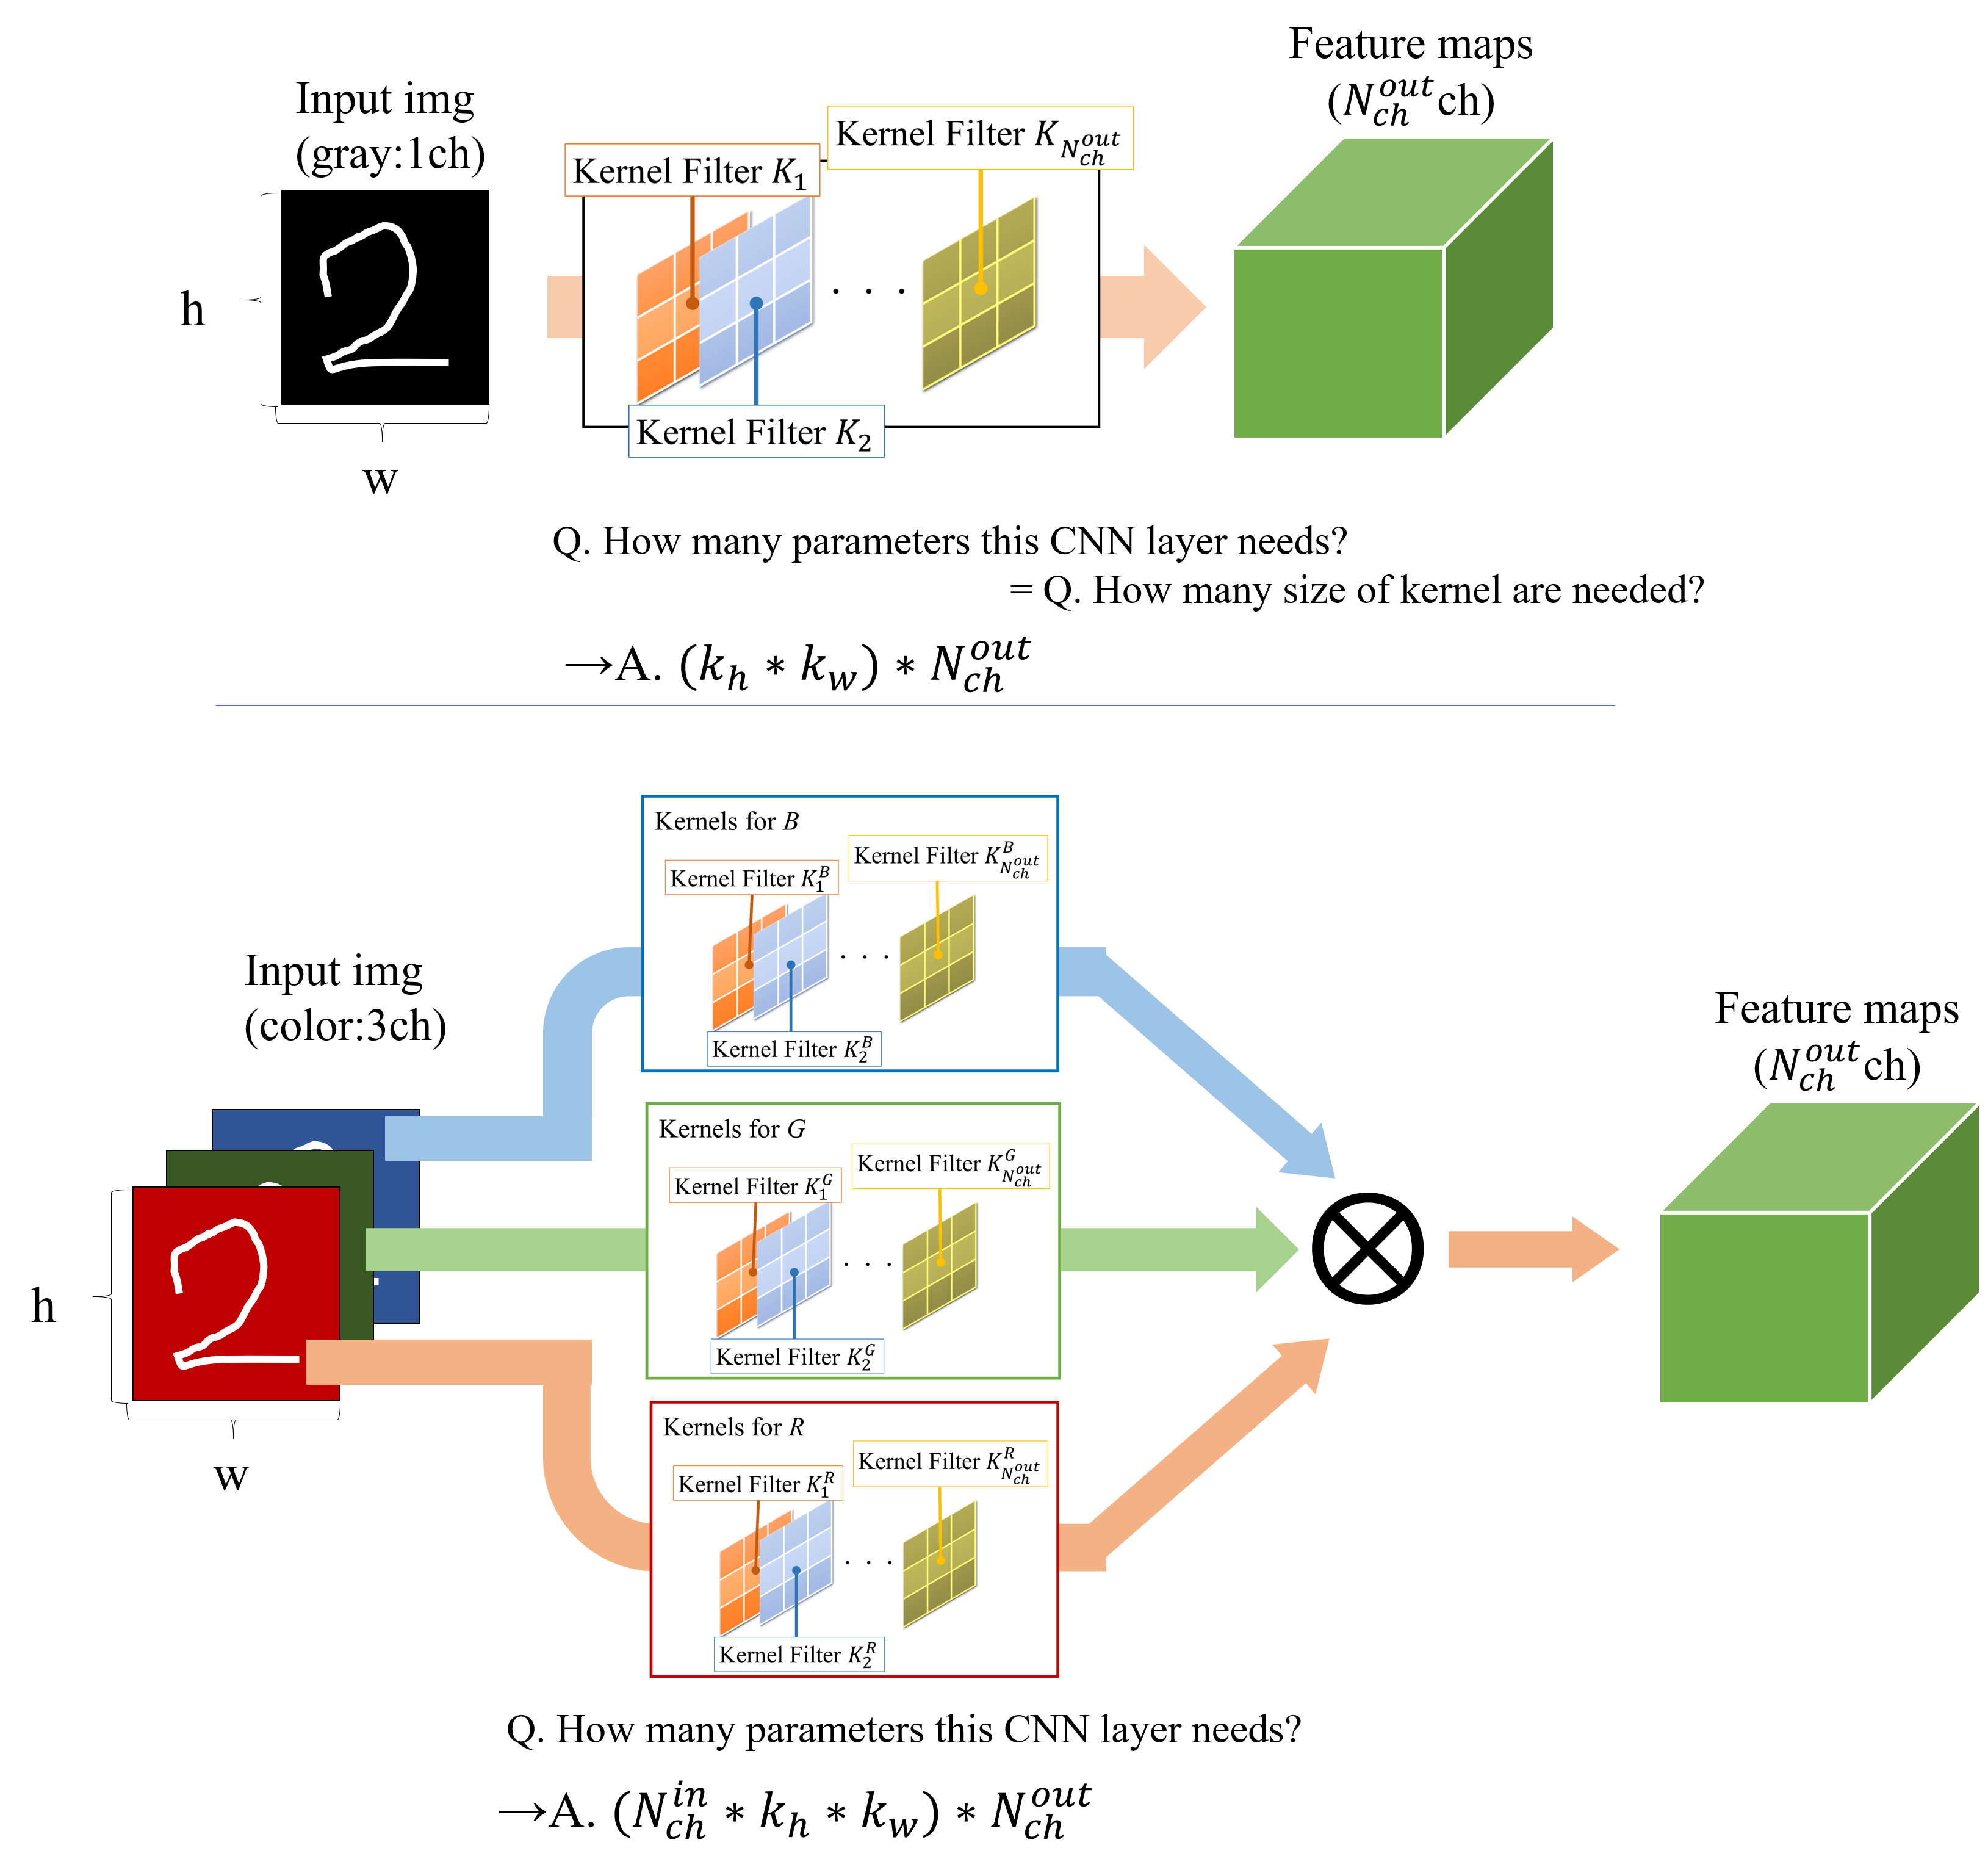 Input img
(gray:1ch)
h
w
Kernel Filter K_1
Kernel Filter K_{N_{ch}^{out}}
Kernel Filter K_2
. . .
Feature maps
(N_{ch}^{out}ch)
Q. How many parameters this CNN layer needs?
= Q. How many size of kernel are needed?
→A. (k_h * k_w) * N_{ch}^{out}
Input img
(color:3ch)
h
w
Kernels for B
Kernel Filter K_{N_{ch}^{out}}^B
Kernel Filter K_1^B
. . .
Kernel Filter K_2^B
Kernels for G
Kernel Filter K_{N_{ch}^{out}}^G
Kernel Filter K_1^G
. . .
Kernel Filter K_2^G
Kernels for R
Kernel Filter K_{N_{ch}^{out}}^R
Kernel Filter K_1^R
. . .
Kernel Filter K_2^R
Feature maps
(N_{ch}^{out}ch)
Q. How many parameters this CNN layer needs?
→A. (N_{ch}^{in} * k_h * k_w) * N_{ch}^{out}